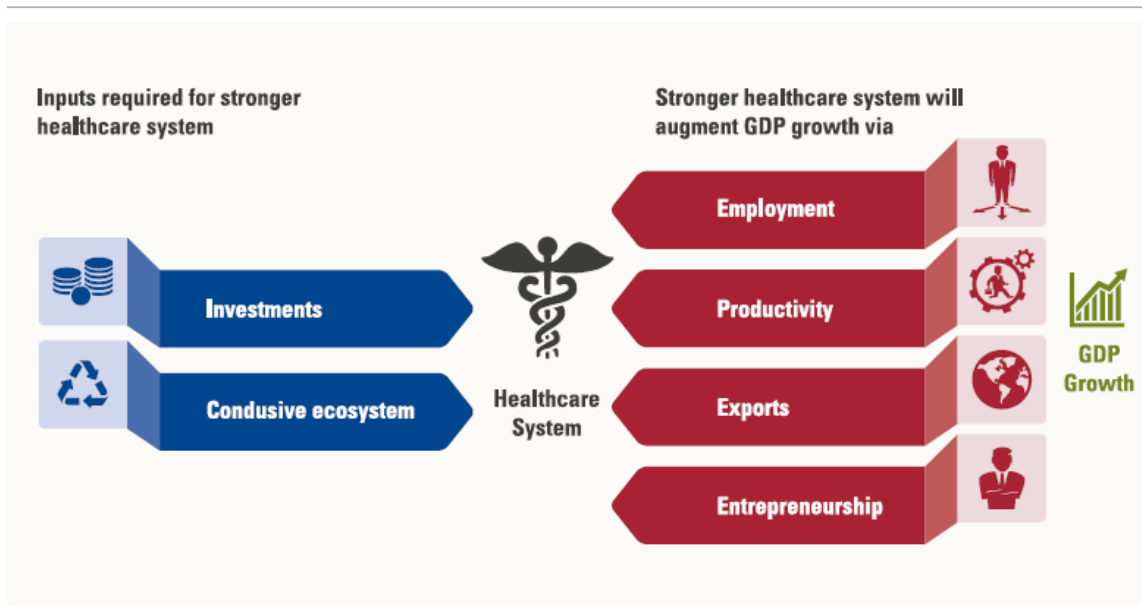 Inputs required for stronger
healthcare system
Investments
Condusive ecosystem
Healthcare
System
Stronger healthcare system will
augment GDP growth via
Employment
Productivity
Exports
Entrepreneurship
GDP
Growth